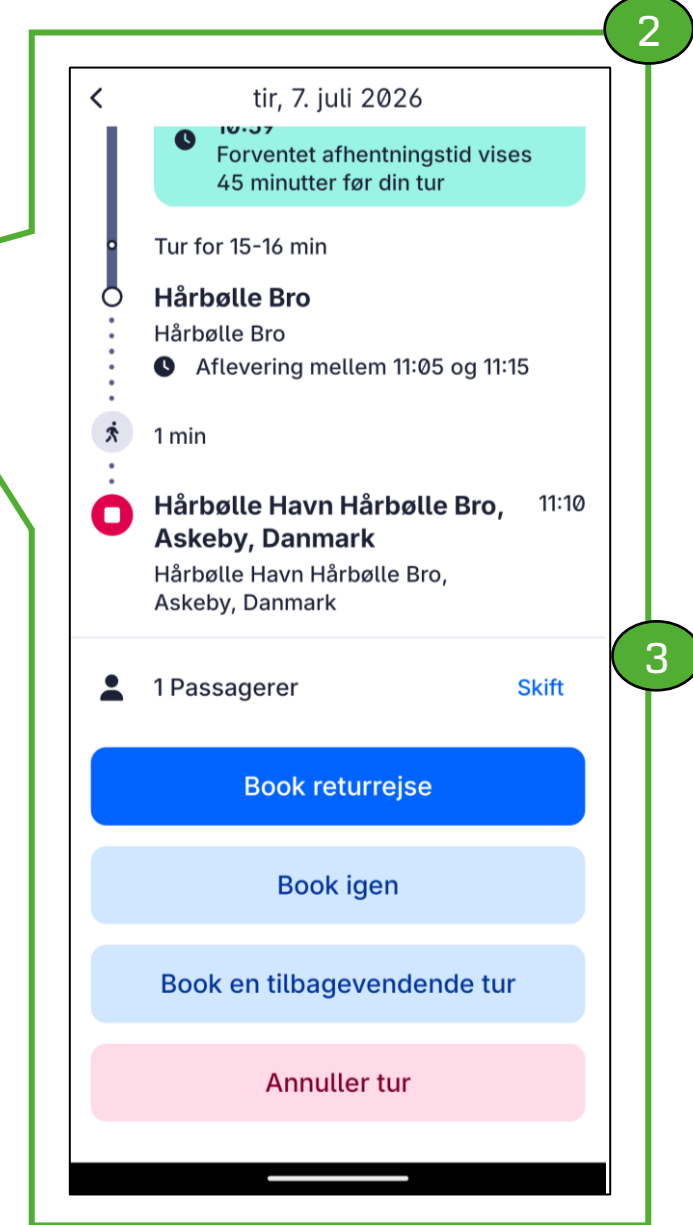 2
tir, 7. juli 2026
Forventet afhentningstid vises
45 minutter før din tur
Tur for 15-16 min
Hårbølle Bro
Hårbølle Bro
Aflevering mellem 11:05 og 11:15
1 min
Hårbølle Havn Hårbølle Bro, 11:10
Askeby, Danmark
Hårbølle Havn Hårbølle Bro,
Askeby, Danmark
3
1 Passagerer Skift
Book returrejse
Book igen
Book en tilbagevendende tur
Annuller tur